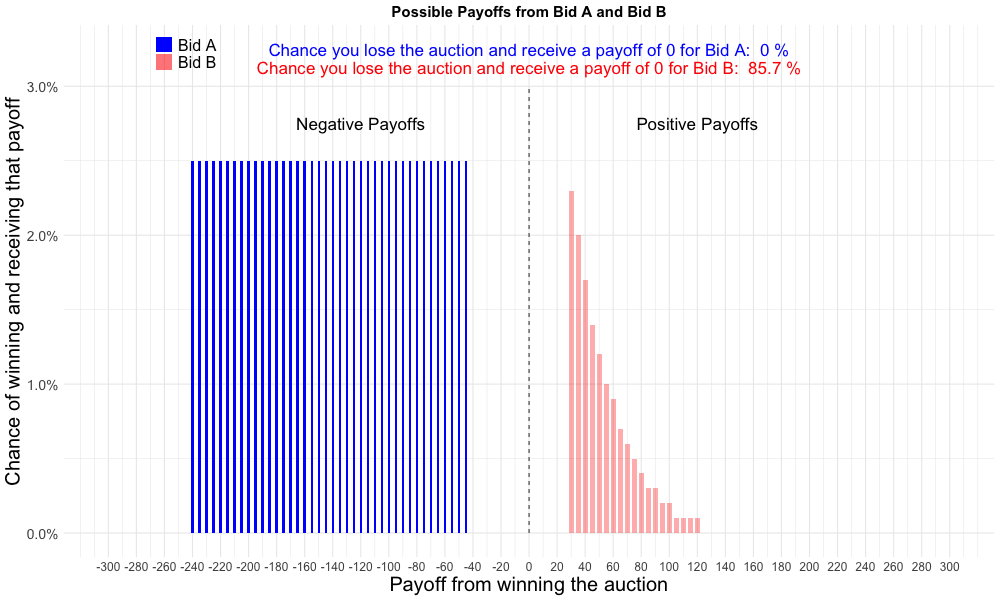 Possible Payoffs from Bid A and Bid B
Bid A
Bid B
Chance you lose the auction and receive a payoff of 0 for Bid A:  0 %
Chance you lose the auction and receive a payoff of 0 for Bid B:  85.7 %
Negative Payoffs
Positive Payoffs
Chance of winning and receiving that payoff
3.0%
2.0%
1.0%
0.0%
-300 -280 -260 -240 -220 -200 -180 -160 -140 -120 -100 -80 -60 -40 -20 0 20 40 60 80 100 120 140 160 180 200 220 240 260 280 300
Payoff from winning the auction